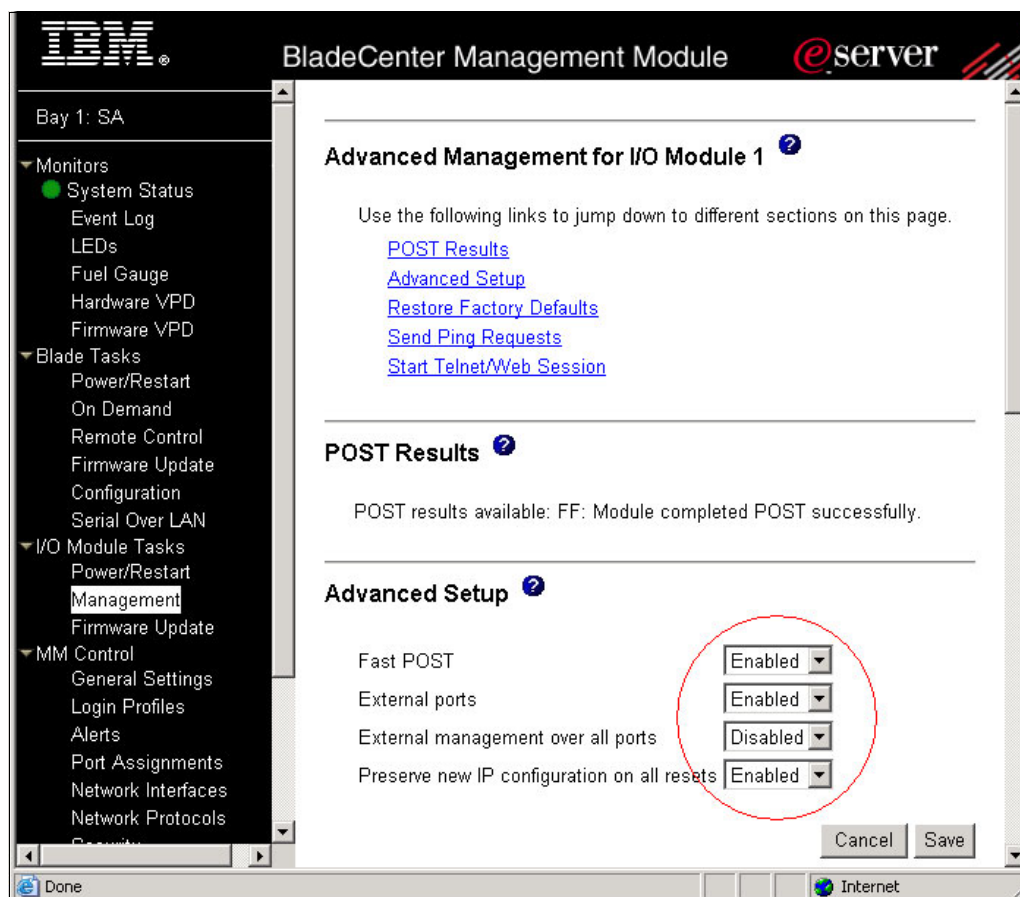 IBM®
BladeCenter Management Module
eserver
Bay 1: SA
Monitors
System Status
Event Log
LEDs
Fuel Gauge
Hardware VPD
Firmware VPD
Blade Tasks
Power/Restart
On Demand
Remote Control
Firmware Update
Configuration
Serial Over LAN
I/O Module Tasks
Power/Restart
Management
Firmware Update
MM Control
General Settings
Login Profiles
Alerts
Port Assignments
Network Interfaces
Network Protocols
Advanced Management for I/O Module 1 ?
Use the following links to jump down to different sections on this page.
POST Results
Advanced Setup
Restore Factory Defaults
Send Ping Requests
Start Telnet/Web Session
POST Results ?
POST results available: FF: Module completed POST successfully.
Advanced Setup ?
Fast POST Enabled
External ports Enabled
External management over all ports Disabled
Preserve new IP configuration on all resets Enabled
Cancel Save
Done
Internet